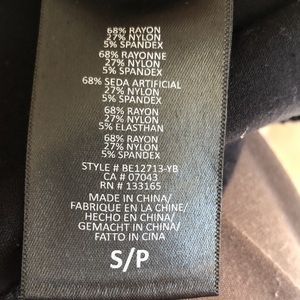 68% RAYON
27% NYLON
5% SPANDEX
68% RAYONNE
27% NYLON
5% SPANDEX
68% SEDA ARTIFICIAL
27% NYLON
5% SPANDEX
68% RAYON
27% NYLON
5% ELASTHAN
68% RAYON
27% NYLON
5% SPANDEX
STYLE # BE12713-YB
CA # 07043
RN # 133165
MADE IN CHINA/
FABRIQUE EN LA CHINE/
HECHO EN CHINA/
GEMACHT IN CHINA/
FATTO IN CINA
S/P